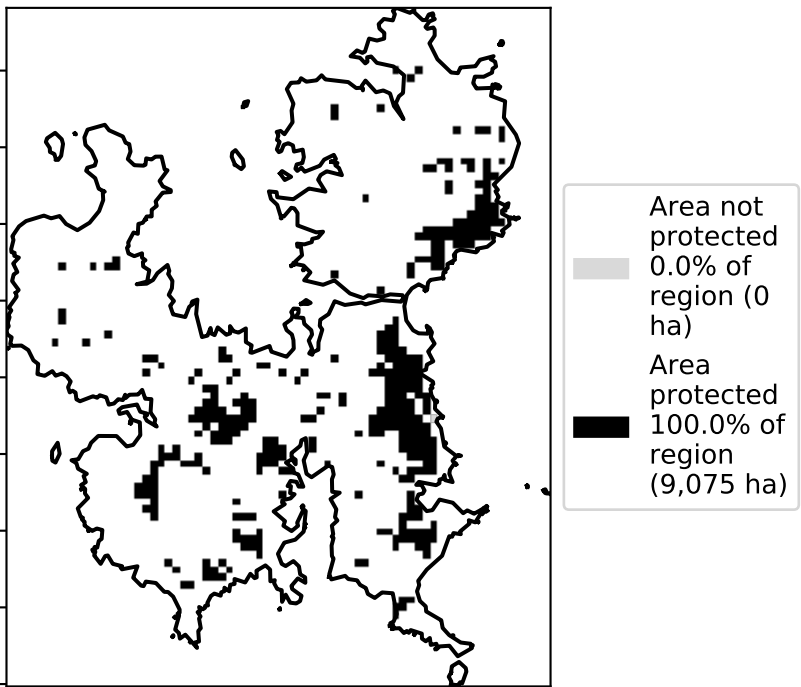 Area not
protected
0.0% of
region (0
ha)
Area
protected
100.0% of
region
(9,075 ha)